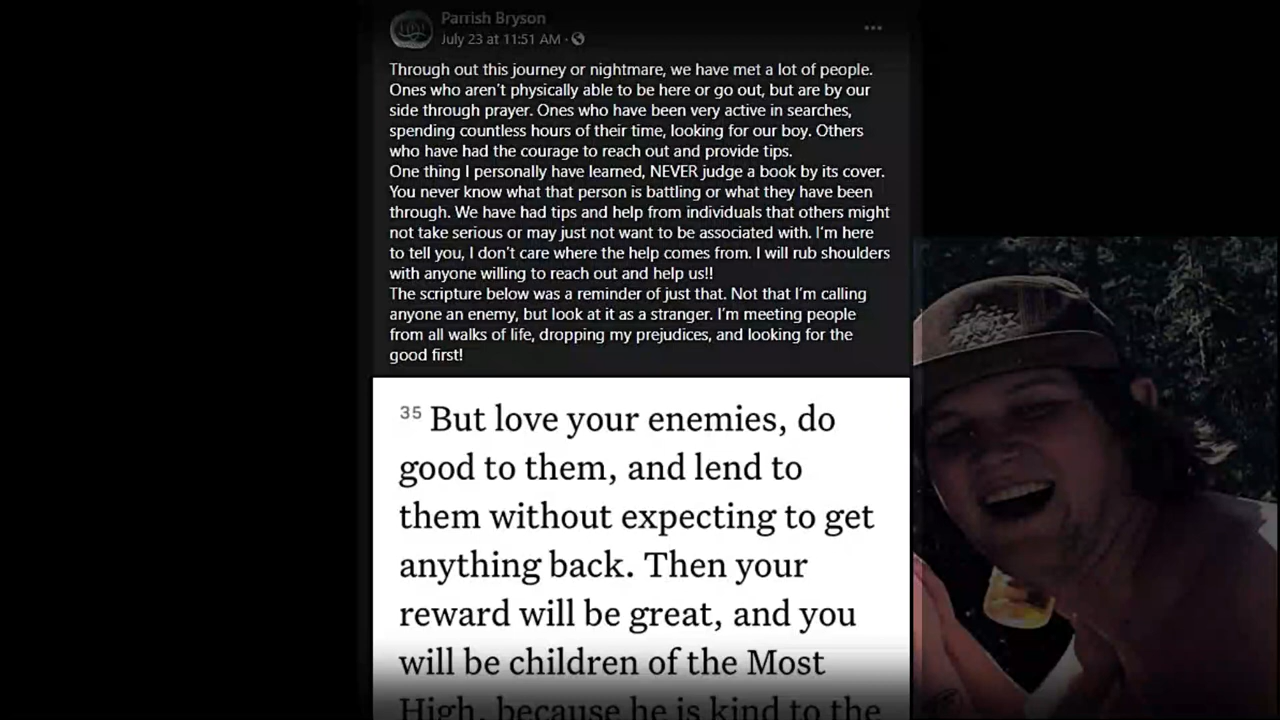 Parrish Bryson
July 23 at 11:51 AM ·
Through out this journey or nightmare, we have met a lot of people.
Ones who aren't physically able to be here or go out, but are by our
side through prayer. Ones who have been very active in searches,
spending countless hours of their time, looking for our boy. Others
who have had the courage to reach out and provide tips.
One thing I personally have learned, NEVER judge a book by its cover.
You never know what that person is battling or what they have been
through. We have had tips and help from individuals that others might
not take serious or may just not want to be associated with. I'm here
to tell you, I don't care where the help comes from. I will rub shoulders
with anyone willing to reach out and help us!!
The scripture below was a reminder of just that. Not that I'm calling
anyone an enemy, but look at it as a stranger. I'm meeting people
from all walks of life, dropping my prejudices, and looking for the
good first!
35 But love your enemies, do
good to them, and lend to
them without expecting to get
anything back. Then your
reward will be great, and you
will be children of the Most
High, because he is kind to the